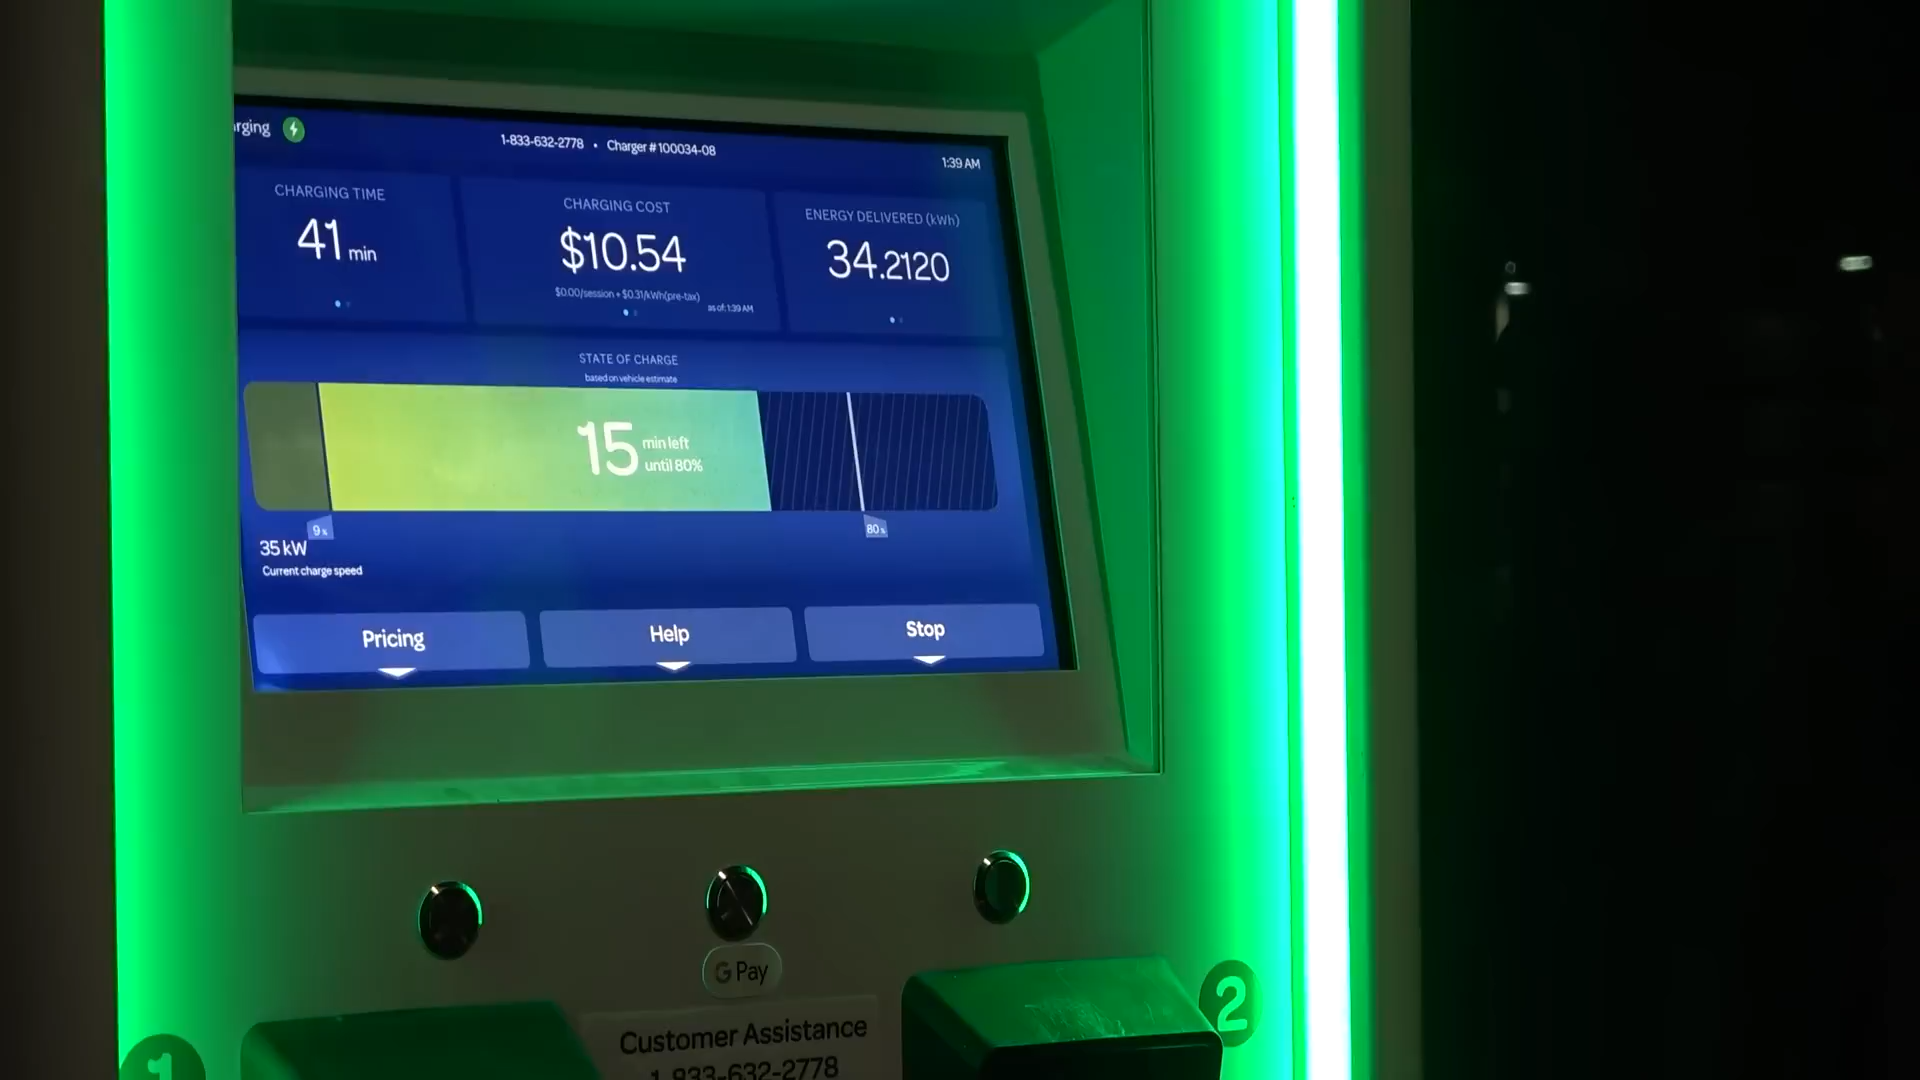 rging
1-833-632-2778 • Charger # 100034-08
1:39 AM
CHARGING TIME
41 min
CHARGING COST
$10.54
$0.00/session + $0.31/kWh(pre-tax)
as of: 1:39 AM
ENERGY DELIVERED (kWh)
34.2120
STATE OF CHARGE
based on vehicle estimate
15 min left
until 80%
9%
80%
35 kW
Current charge speed
Pricing
Help
Stop
G Pay
Customer Assistance
1-833-632-2778
1
2